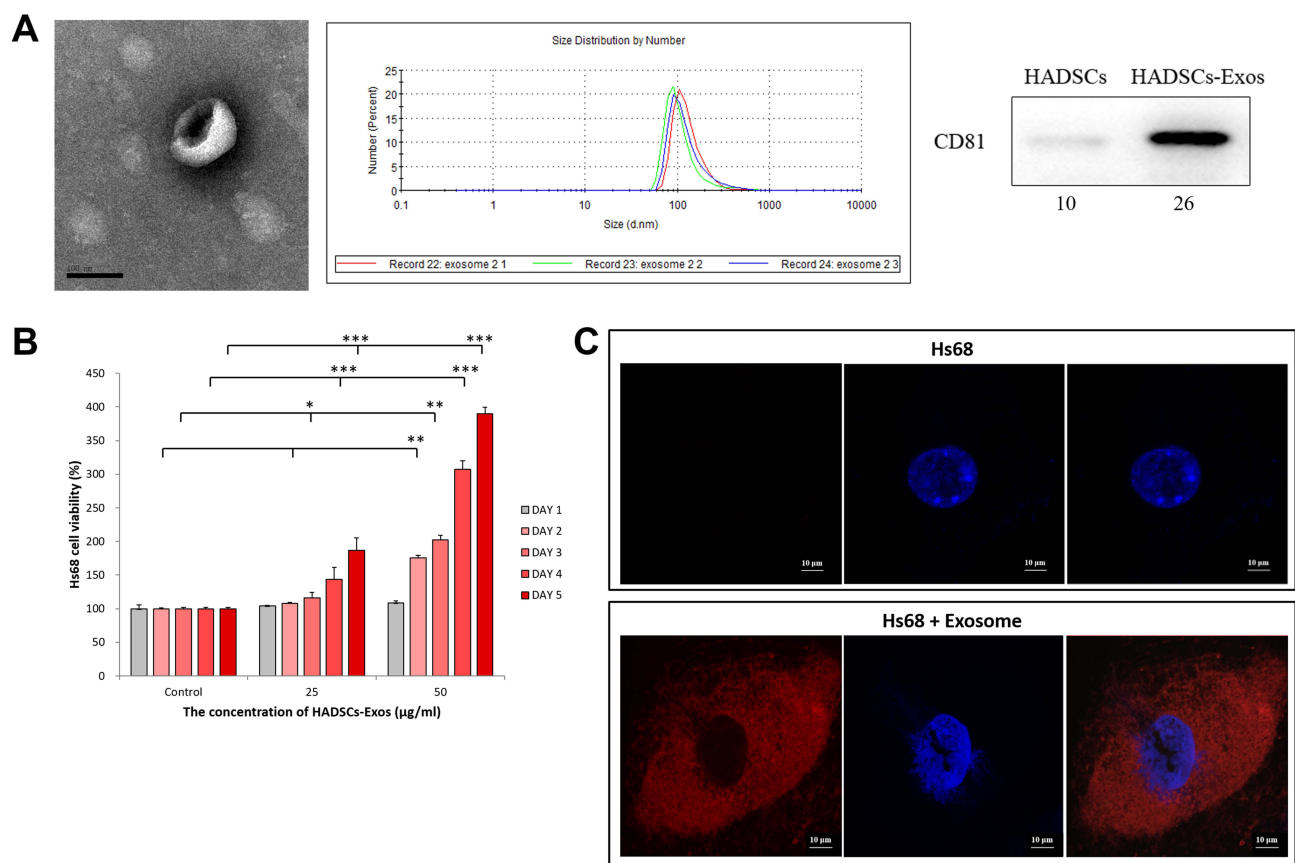 A
100 nm
Size Distribution by Number
Number (Percent)
25
20
15
10
5
0
0.1 1 10 100 1000 10000
Size (d.nm)
Record 22: exosome 2 1 Record 23: exosome 2 2 Record 24: exosome 2 3
HADSCs HADSCs-Exos
CD81
10 26
B
*** ***
*** ***
* **
**
Hs68 cell viability (%)
450
400
350
300
250
200
150
100
50
0
Control 25 50
The concentration of HADSCs-Exos (µg/ml)
DAY 1
DAY 2
DAY 3
DAY 4
DAY 5
C
Hs68
10 µm 10 µm 10 µm
Hs68 + Exosome
10 µm 10 µm 10 µm